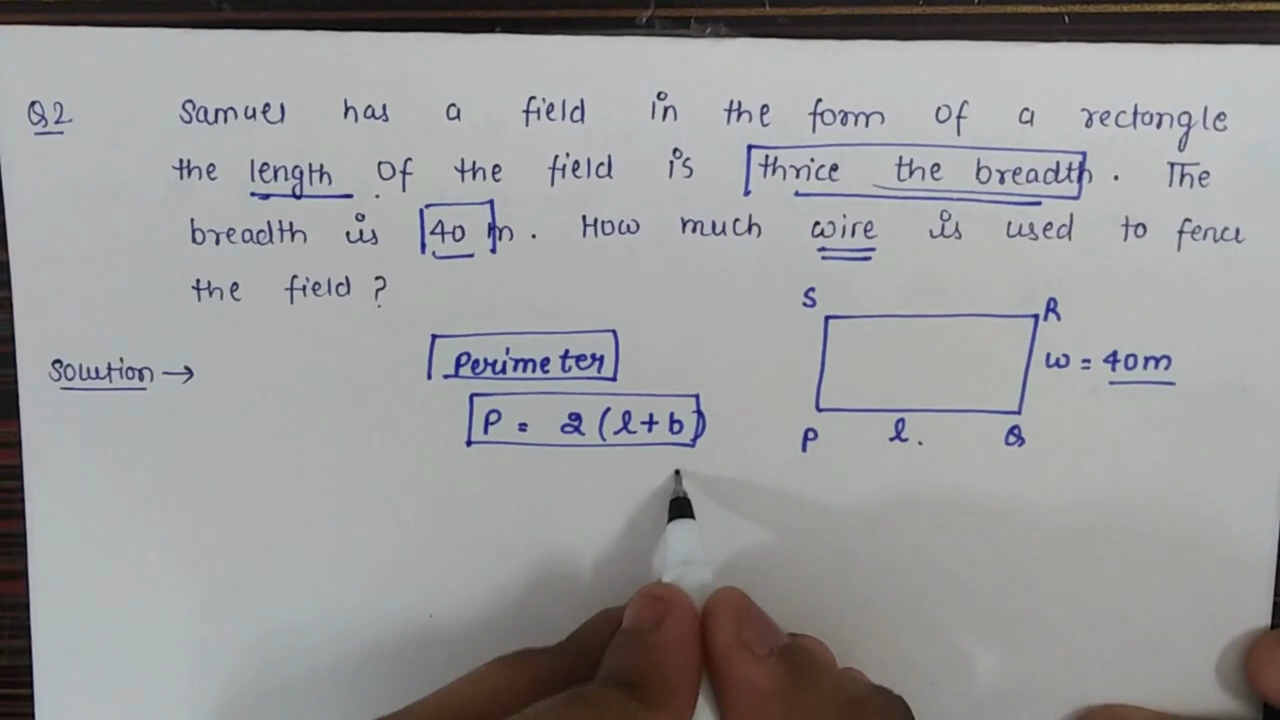 Q2 Samuel has a field in the form of a rectangle
the length of the field is thrice the breadth. The
breadth is 40 m. How much wire is used to fence
the field?
S
R
Solution →
Perimeter
w = 40m
P = 2(l+b)
P l. Q